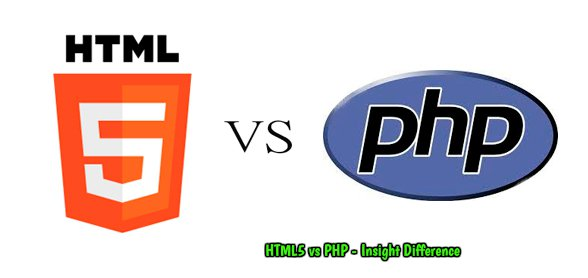 HTML
5
VS
php
HTML5 vs PHP - Insight Difference